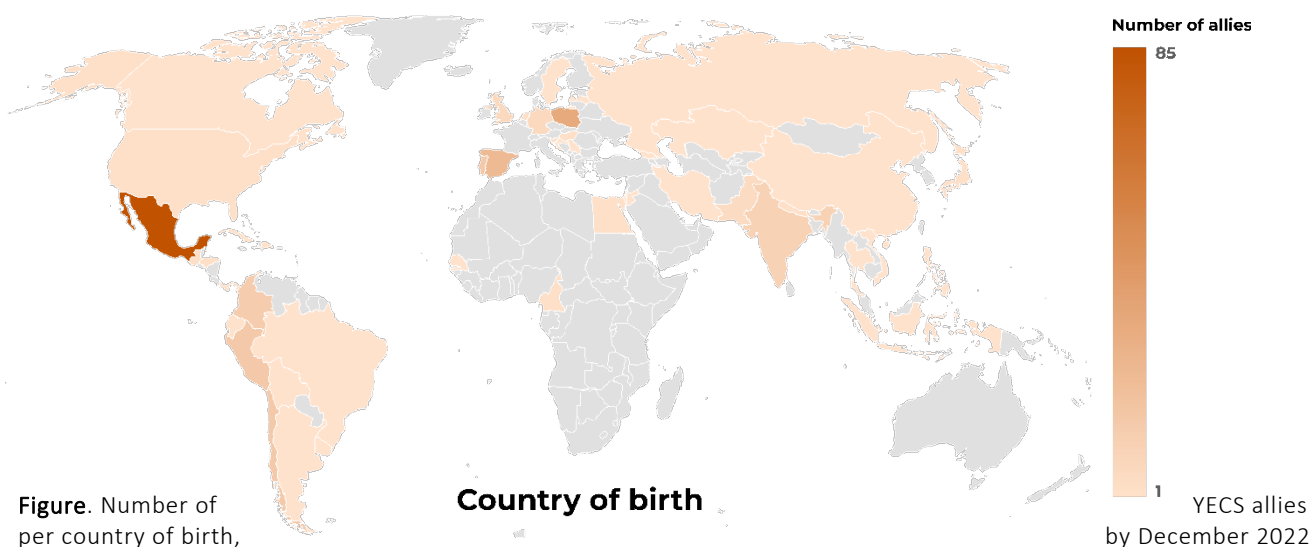 Number of allies
85
1
Country of birth
Figure. Number of YECS allies
per country of birth, by December 2022